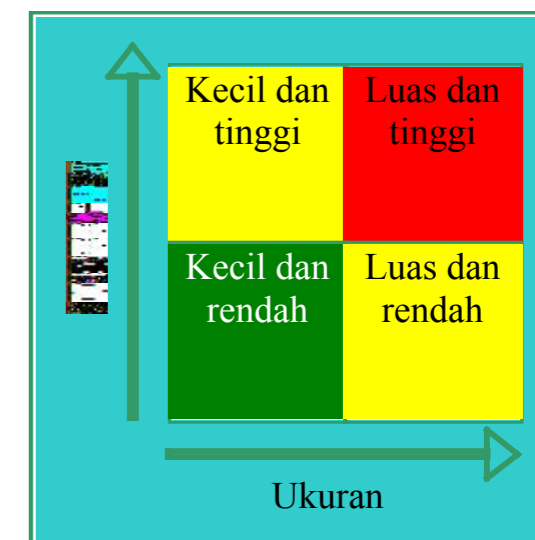 Kecil dan
tinggi
Luas dan
tinggi
Kecil dan
rendah
Luas dan
rendah
Ukuran